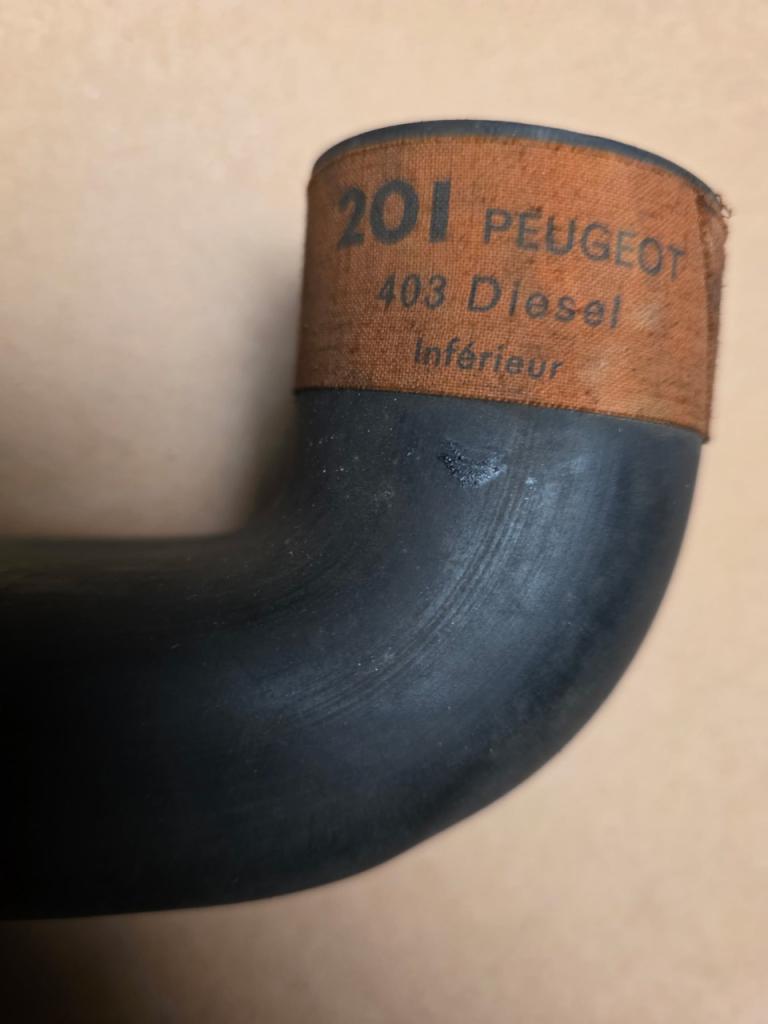 201 PEUGEOT
403 Diesel
Inférieur